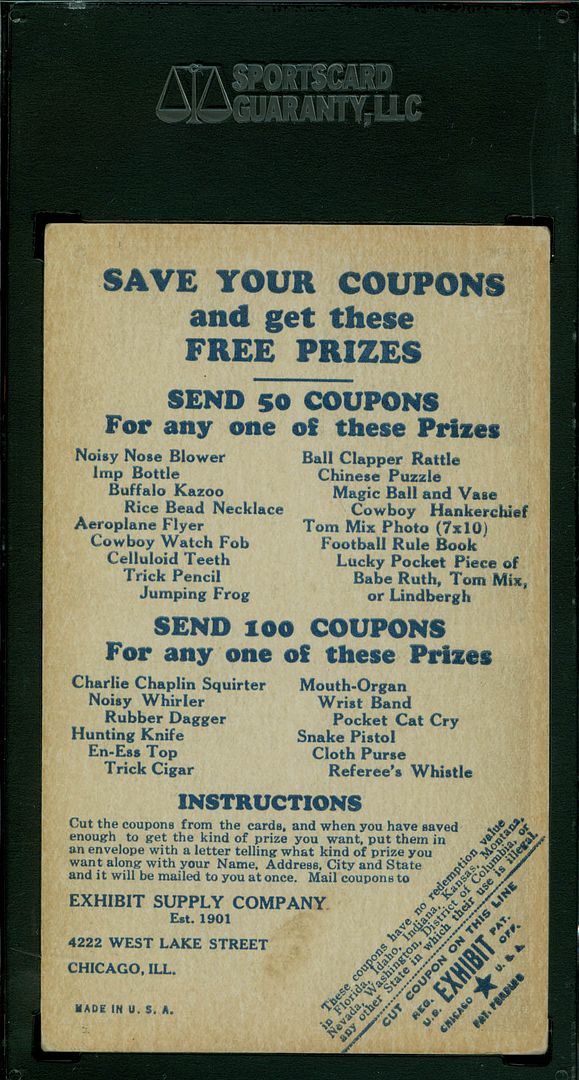 SPORTSCARD
GUARANTY, LLC
SAVE YOUR COUPONS
and get these
FREE PRIZES
SEND 50 COUPONS
For any one of these Prizes
Noisy Nose Blower
Imp Bottle
Buffalo Kazoo
Rice Bead Necklace
Aeroplane Flyer
Cowboy Watch Fob
Celluloid Teeth
Trick Pencil
Jumping Frog
Ball Clapper Rattle
Chinese Puzzle
Magic Ball and Vase
Cowboy Hankerchief
Tom Mix Photo (7x10)
Football Rule Book
Lucky Pocket Piece of
Babe Ruth, Tom Mix,
or Lindbergh
SEND 100 COUPONS
For any one of these Prizes
Charlie Chaplin Squirter
Noisy Whirler
Rubber Dagger
Hunting Knife
En-Ess Top
Trick Cigar
Mouth-Organ
Wrist Band
Pocket Cat Cry
Snake Pistol
Cloth Purse
Referee's Whistle
INSTRUCTIONS
Cut the coupons from the cards, and when you have saved
enough to get the kind of prize you want, put them in
an envelope with a letter telling what kind of prize you
want along with your Name, Address, City and State
and it will be mailed to you at once. Mail coupons to
EXHIBIT SUPPLY COMPANY
Est. 1901
4222 WEST LAKE STREET
CHICAGO, ILL.
MADE IN U. S. A.
These coupons have no redemption value
in Florida, Idaho, Indiana, Kansas, Montana,
Nevada, Washington, District of Columbia, or
any other State in which their use is illegal.
CUT COUPON ON THIS LINE
REG. EXHIBIT PAT.
U.S. OFF.
CHICAGO U. S. A.
PAT. PENDING